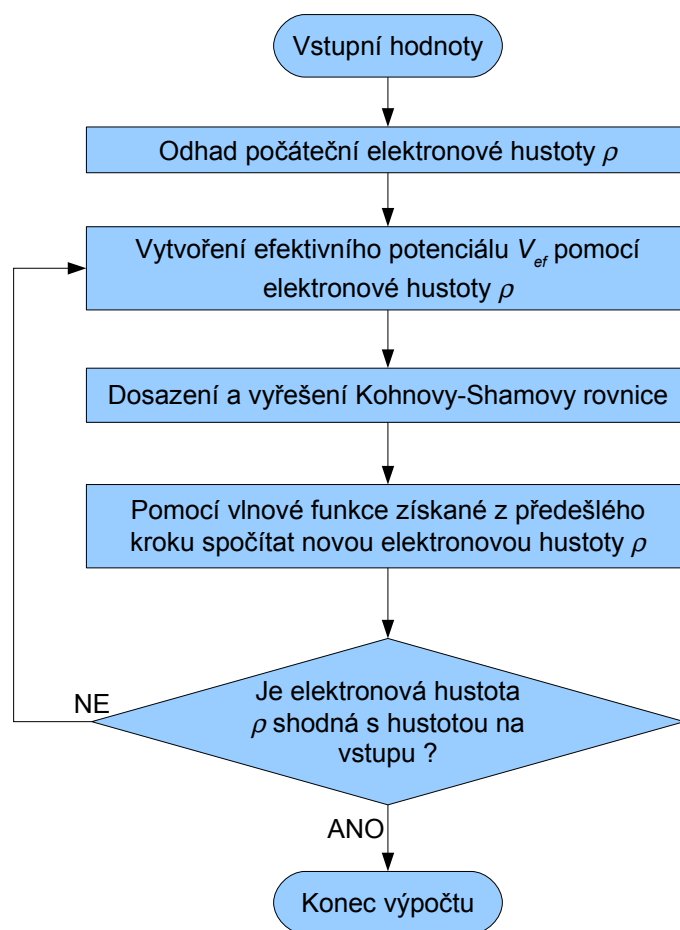 Vstupní hodnoty
Odhad počáteční elektronové hustoty ρ
Vytvoření efektivního potenciálu V_ef pomocí
elektronové hustoty ρ
Dosazení a vyřešení Kohnovy-Shamovy rovnice
Pomocí vlnové funkce získané z předešlého
kroku spočítat novou elektronovou hustoty ρ
Je elektronová hustota
ρ shodná s hustotou na
vstupu ?
NE
ANO
Konec výpočtu